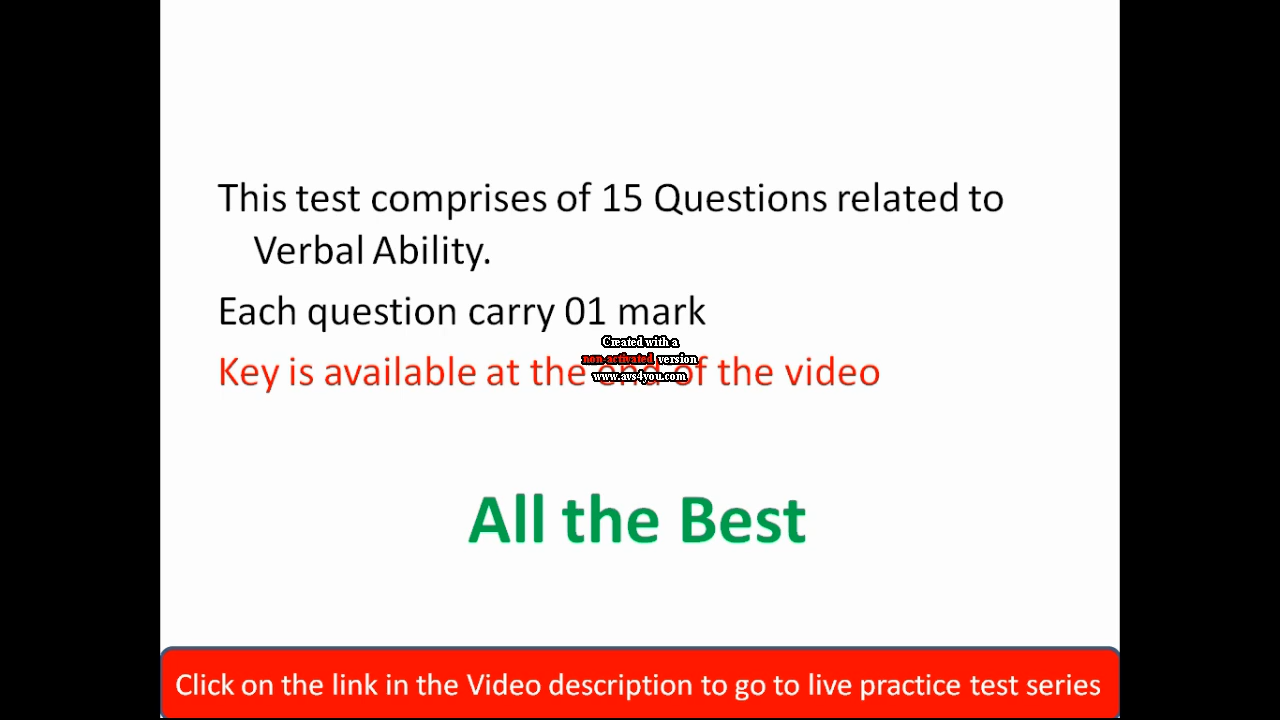 This test comprises of 15 Questions related to
Verbal Ability.
Each question carry 01 mark
Created with a
non-activated version
Key is available at the end of the video
www.avs4you.com
All the Best
Click on the link in the Video description to go to live practice test series